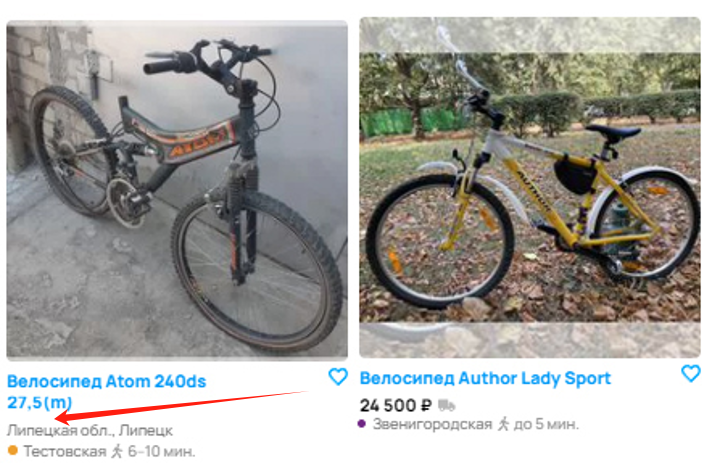 ATOM
AUTHOR
Велосипед Atom 240ds
27,5(m)
Липецкая обл., Липецк
Тестовская 6–10 мин.
Велосипед Author Lady Sport
24 500 ₽
Звенигородская до 5 мин.